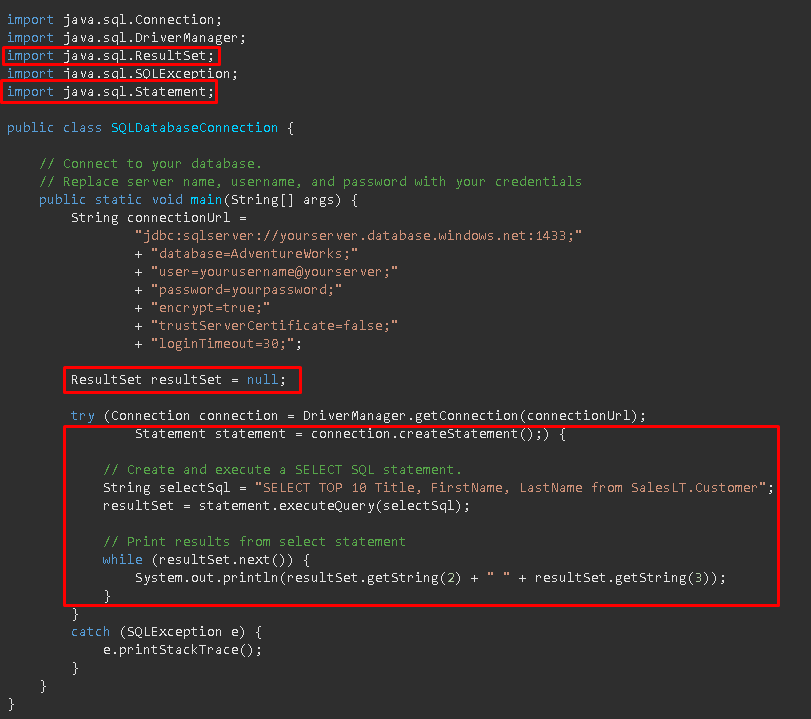 import java.sql.Connection;
import java.sql.DriverManager;
import java.sql.ResultSet;
import java.sql.SQLException;
import java.sql.Statement;
public class SQLDatabaseConnection {
// Connect to your database.
// Replace server name, username, and password with your credentials
public static void main(String[] args) {
String connectionUrl =
"jdbc:sqlserver://yourserver.database.windows.net:1433;"
+ "database=AdventureWorks;"
+ "user=yourusername@yourserver;"
+ "password=yourpassword;"
+ "encrypt=true;"
+ "trustServerCertificate=false;"
+ "loginTimeout=30;";
ResultSet resultSet = null;
try (Connection connection = DriverManager.getConnection(connectionUrl);
Statement statement = connection.createStatement();) {
// Create and execute a SELECT SQL statement.
String selectSql = "SELECT TOP 10 Title, FirstName, LastName from SalesLT.Customer";
resultSet = statement.executeQuery(selectSql);
// Print results from select statement
while (resultSet.next()) {
System.out.println(resultSet.getString(2) + " " + resultSet.getString(3));
}
}
catch (SQLException e) {
e.printStackTrace();
}
}
}